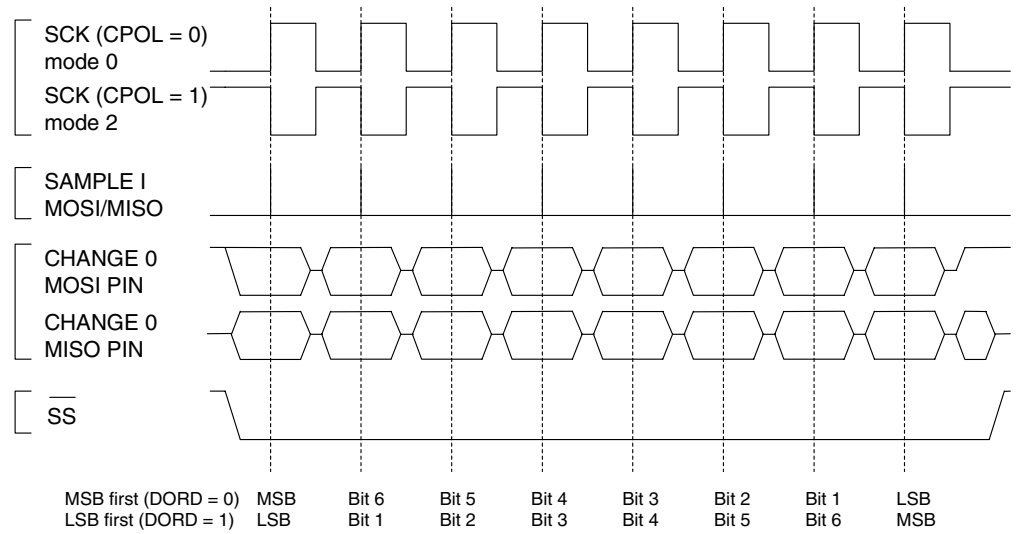 SCK (CPOL = 0)
mode 0
SCK (CPOL = 1)
mode 2
SAMPLE I
MOSI/MISO
CHANGE 0
MOSI PIN
CHANGE 0
MISO PIN
SS
MSB first (DORD = 0) MSB Bit 6 Bit 5 Bit 4 Bit 3 Bit 2 Bit 1 LSB
LSB first (DORD = 1) LSB Bit 1 Bit 2 Bit 3 Bit 4 Bit 5 Bit 6 MSB